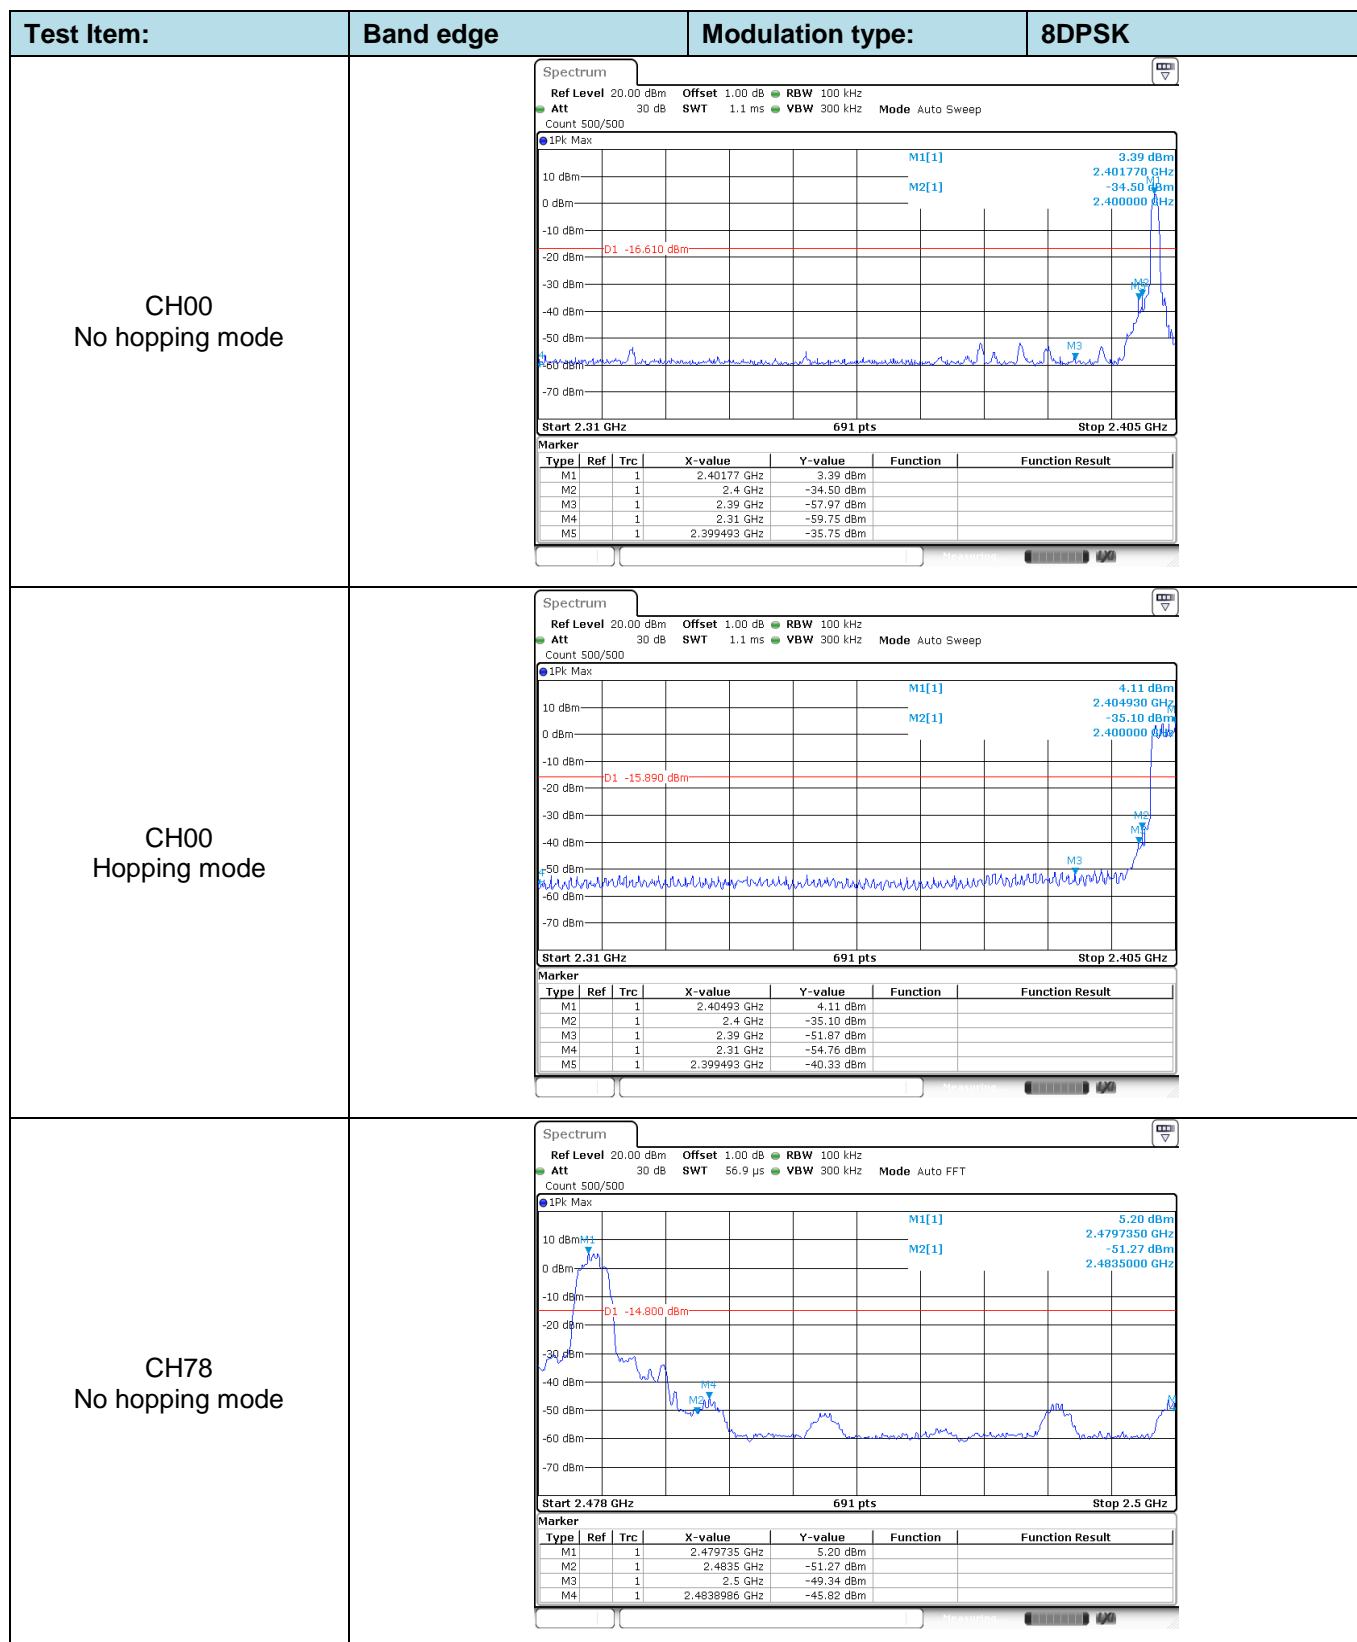 Test Item: Band edge Modulation type: 8DPSK
CH00
No hopping mode
Spectrum
Ref Level 20.00 dBm Offset 1.00 dB RBW 100 kHz
Att 30 dB SWT 1.1 ms VBW 300 kHz Mode Auto Sweep
Count 500/500
1Pk Max
M1[1] 3.39 dBm
2.401770 GHz
M2[1] -34.50 dBm
2.400000 GHz
M1
10 dBm
0 dBm
-10 dBm
D1 -16.610 dBm
-20 dBm
-30 dBm
-40 dBm
-50 dBm
M3
-60 dBm
-70 dBm
Start 2.31 GHz 691 pts Stop 2.405 GHz
Marker
Type Ref Trc X-value Y-value Function Function Result
M1 1 2.40177 GHz 3.39 dBm
M2 1 2.4 GHz -34.50 dBm
M3 1 2.39 GHz -57.97 dBm
M4 1 2.31 GHz -59.75 dBm
M5 1 2.399493 GHz -35.75 dBm
Measuring...
CH00
Hopping mode
Spectrum
Ref Level 20.00 dBm Offset 1.00 dB RBW 100 kHz
Att 30 dB SWT 1.1 ms VBW 300 kHz Mode Auto Sweep
Count 500/500
1Pk Max
M1[1] 4.11 dBm
2.404930 GHz
M2[1] -35.10 dBm
2.400000 GHz
10 dBm
0 dBm
-10 dBm
D1 -15.890 dBm
-20 dBm
-30 dBm
M2
-40 dBm
M3
-50 dBm
-60 dBm
-70 dBm
Start 2.31 GHz 691 pts Stop 2.405 GHz
Marker
Type Ref Trc X-value Y-value Function Function Result
M1 1 2.40493 GHz 4.11 dBm
M2 1 2.4 GHz -35.10 dBm
M3 1 2.39 GHz -51.87 dBm
M4 1 2.31 GHz -54.76 dBm
M5 1 2.399493 GHz -40.33 dBm
Measuring...
CH78
No hopping mode
Spectrum
Ref Level 20.00 dBm Offset 1.00 dB RBW 100 kHz
Att 30 dB SWT 56.9 µs VBW 300 kHz Mode Auto FFT
Count 500/500
1Pk Max
M1[1] 5.20 dBm
2.4797350 GHz
M2[1] -51.27 dBm
2.4835000 GHz
10 dBm M1
0 dBm
-10 dBm
D1 -14.800 dBm
-20 dBm
-30 dBm
-40 dBm
M4
M2
-50 dBm
-60 dBm
-70 dBm
Start 2.478 GHz 691 pts Stop 2.5 GHz
Marker
Type Ref Trc X-value Y-value Function Function Result
M1 1 2.479735 GHz 5.20 dBm
M2 1 2.4835 GHz -51.27 dBm
M3 1 2.5 GHz -49.34 dBm
M4 1 2.4838986 GHz -45.82 dBm
Measuring...